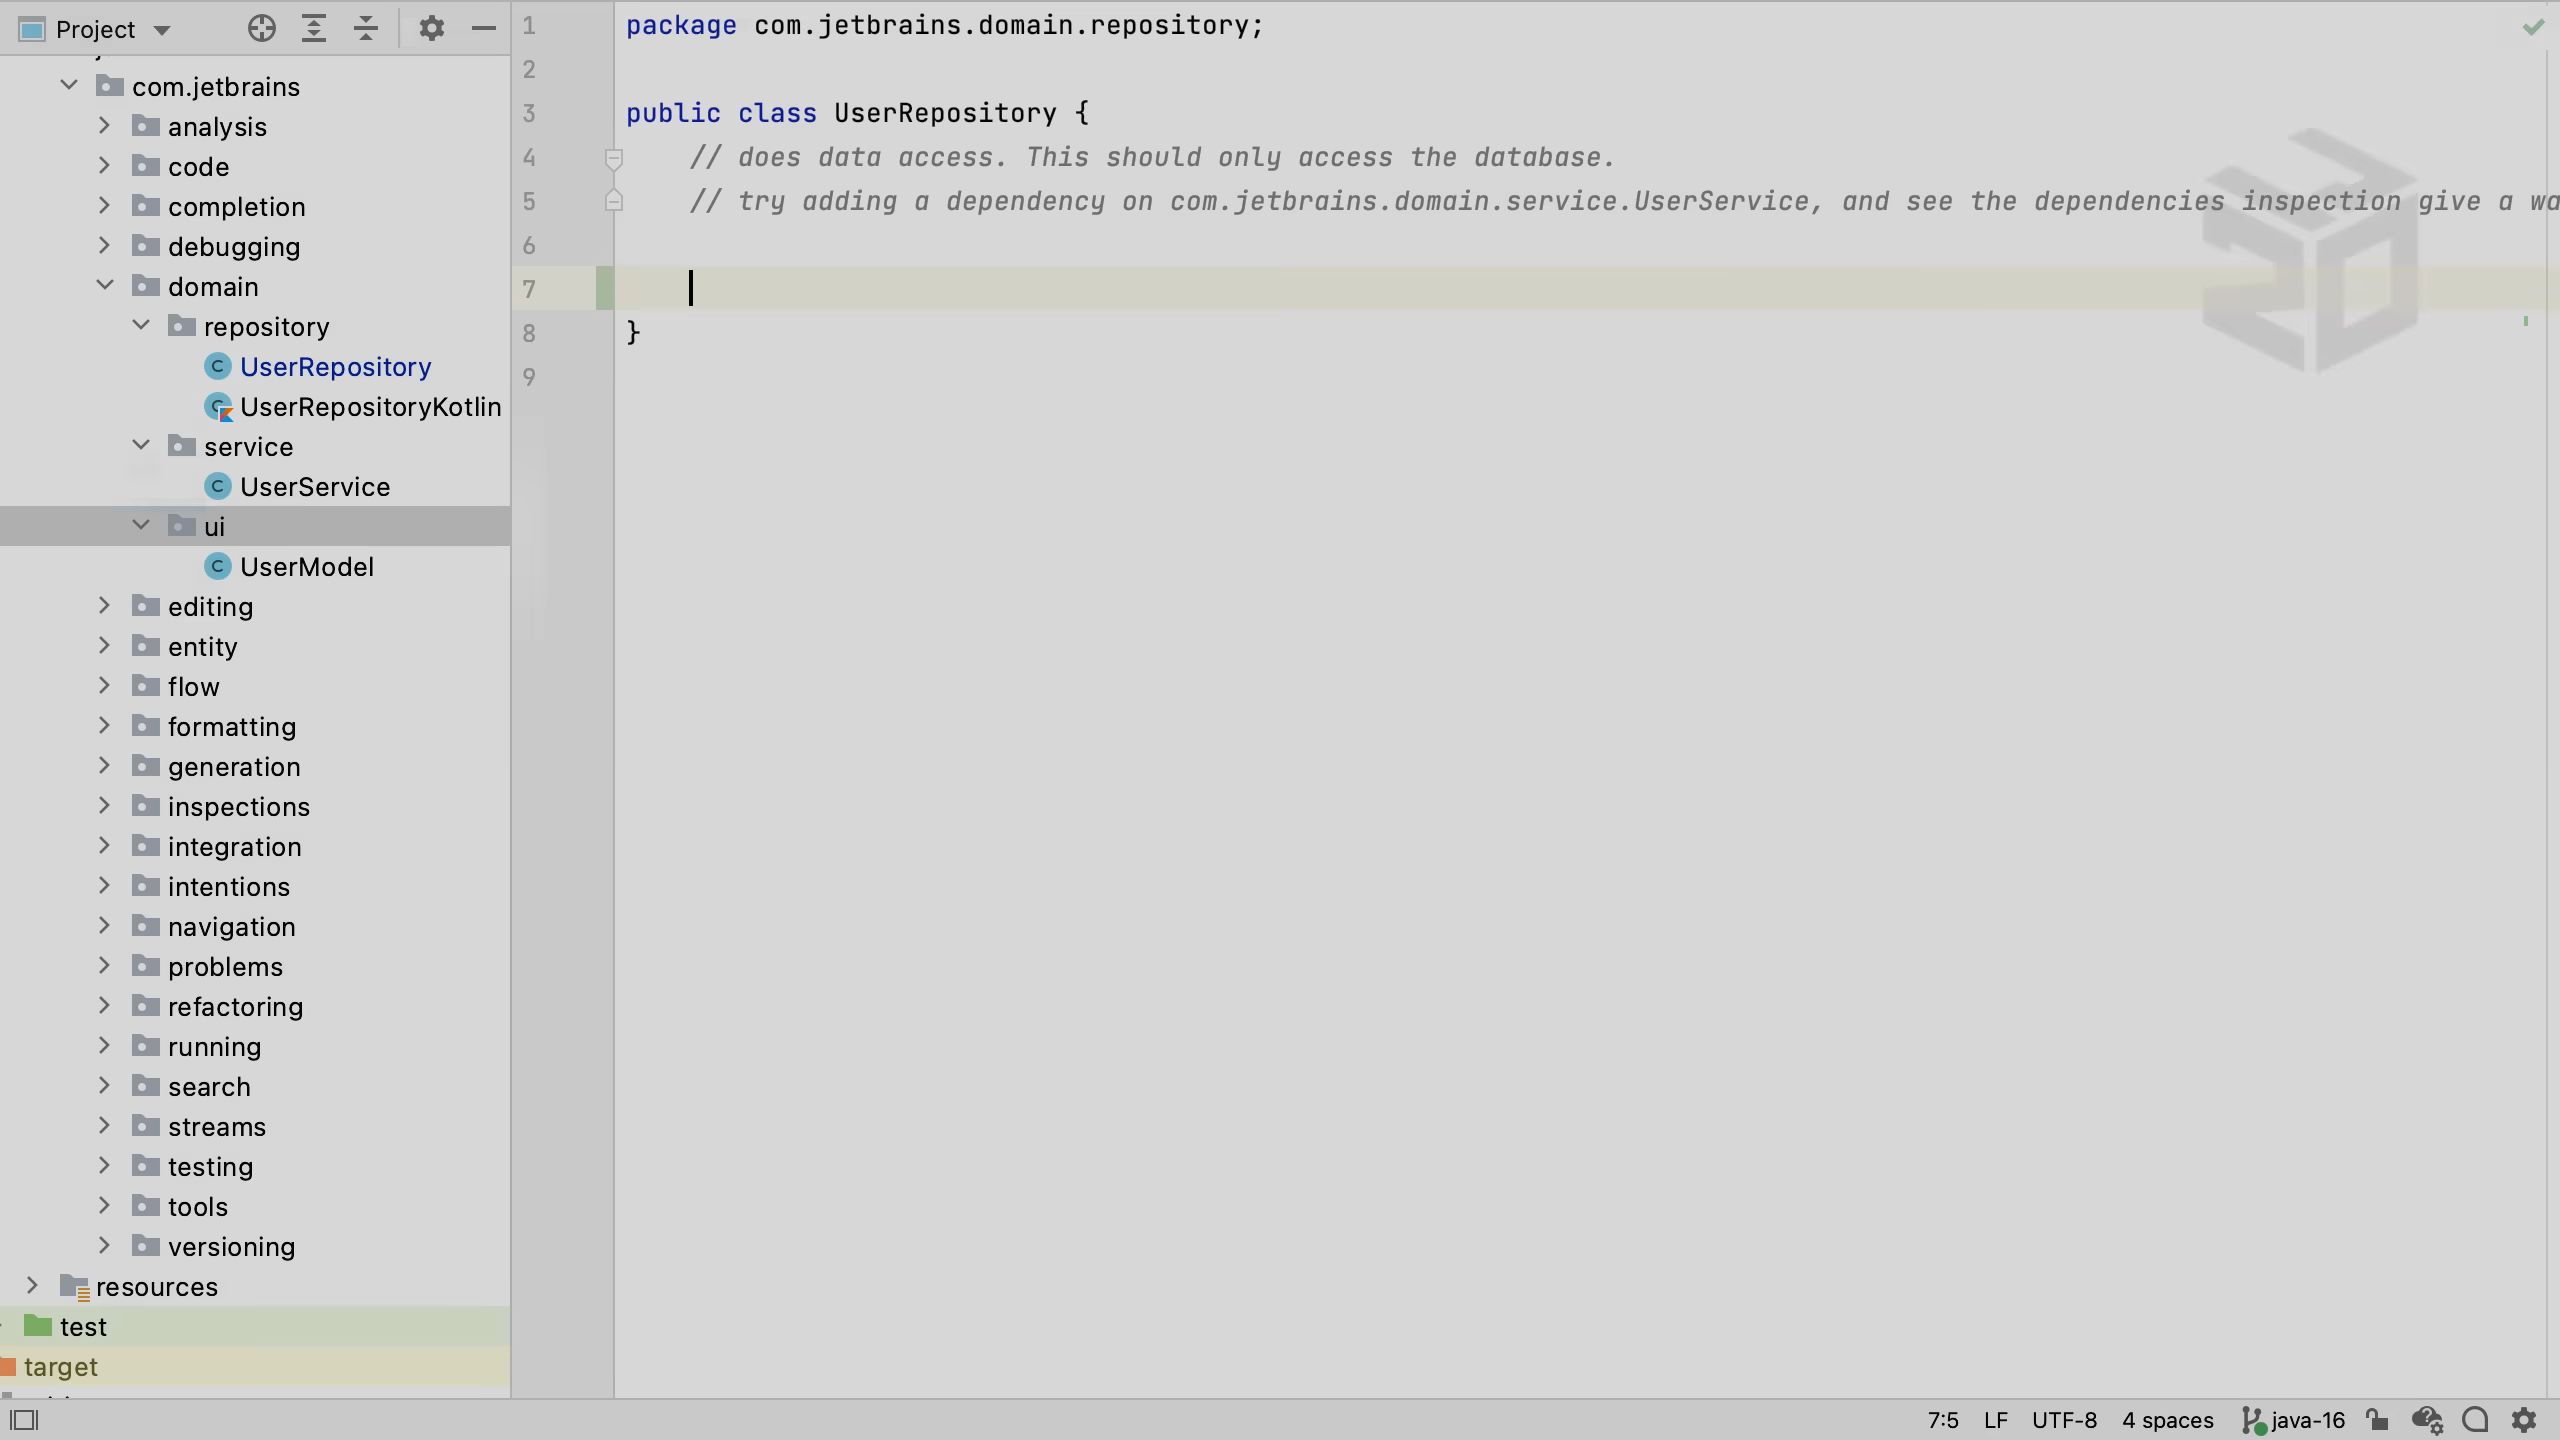 Project
com.jetbrains
analysis
code
completion
debugging
domain
repository
UserRepository
UserRepositoryKotlin
service
UserService
ui
UserModel
editing
entity
flow
formatting
generation
inspections
integration
intentions
navigation
problems
refactoring
running
search
streams
testing
tools
versioning
resources
test
target
1 package com.jetbrains.domain.repository;
2
3 public class UserRepository {
4 // does data access. This should only access the database.
5 // try adding a dependency on com.jetbrains.domain.service.UserService, and see the dependencies inspection give a wa
6
7
8 }
9
7:5 LF UTF-8 4 spaces java-16